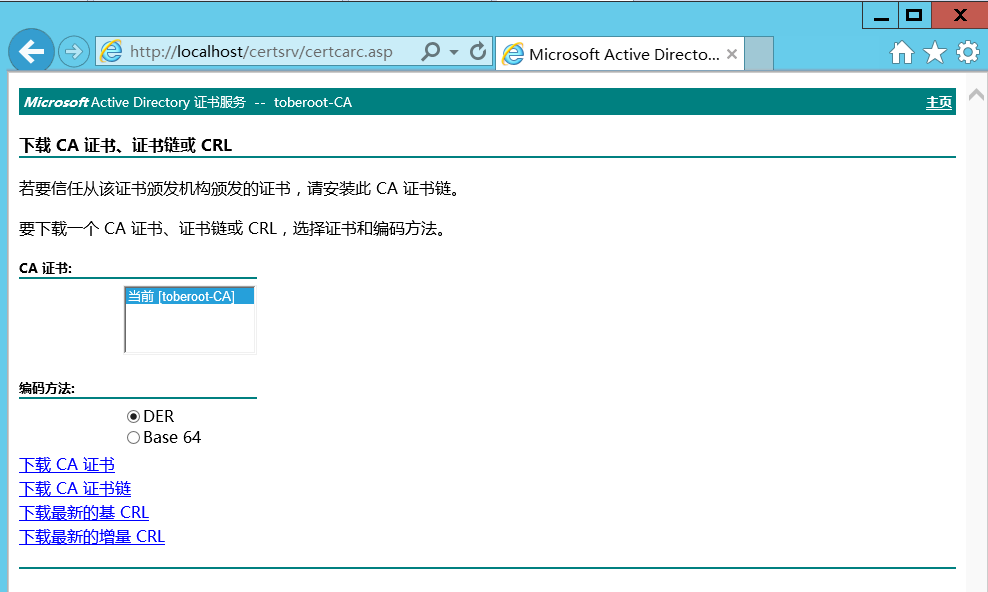 http://localhost/certsrv/certcarc.asp
Microsoft Active Directo...
Microsoft Active Directory 证书服务 -- toberoot-CA
主页
下载 CA 证书、证书链或 CRL
若要信任从该证书颁发机构颁发的证书，请安装此 CA 证书链。
要下载一个 CA 证书、证书链或 CRL，选择证书和编码方法。
CA 证书:
当前 [toberoot-CA]
编码方法:
DER
Base 64
下载 CA 证书
下载 CA 证书链
下载最新的基 CRL
下载最新的增量 CRL